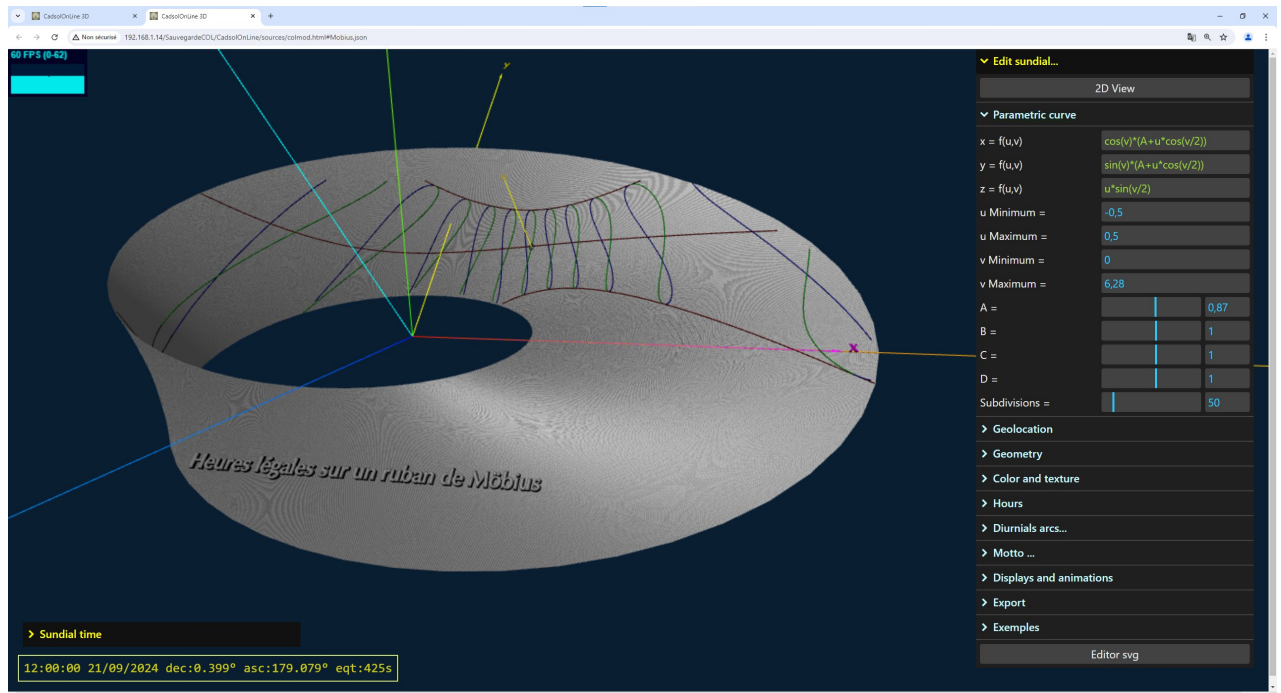 CadsolOnLine 3D
CadsolOnLine 3D
Non sécurisé 192.168.1.14/SauvegardeCOL/CadsolOnLine/sources/colmod.html#Mobius.json
60 FPS (0-62)
Edit sundial...
2D View
Parametric curve
x = f(u,v) cos(v)*(A+u*cos(v/2))
y = f(u,v) sin(v)*(A+u*cos(v/2))
z = f(u,v) u*sin(v/2)
u Minimum = -0,5
u Maximum = 0,5
v Minimum = 0
v Maximum = 6,28
A = 0,87
B = 1
C = 1
D = 1
Subdivisions = 50
Geolocation
Geometry
Color and texture
Hours
Diurnials arcs...
Motto ...
Displays and animations
Export
Exemples
Editor svg
Y
X
Heures légales sur un ruban de Möbius
Sundial time
12:00:00 21/09/2024 dec:0.399° asc:179.079° eqt:425s